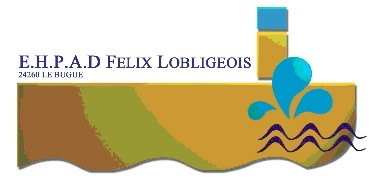 E.H.P.A.D FELIX LOBLIGEOIS
24260 LE BUGUE